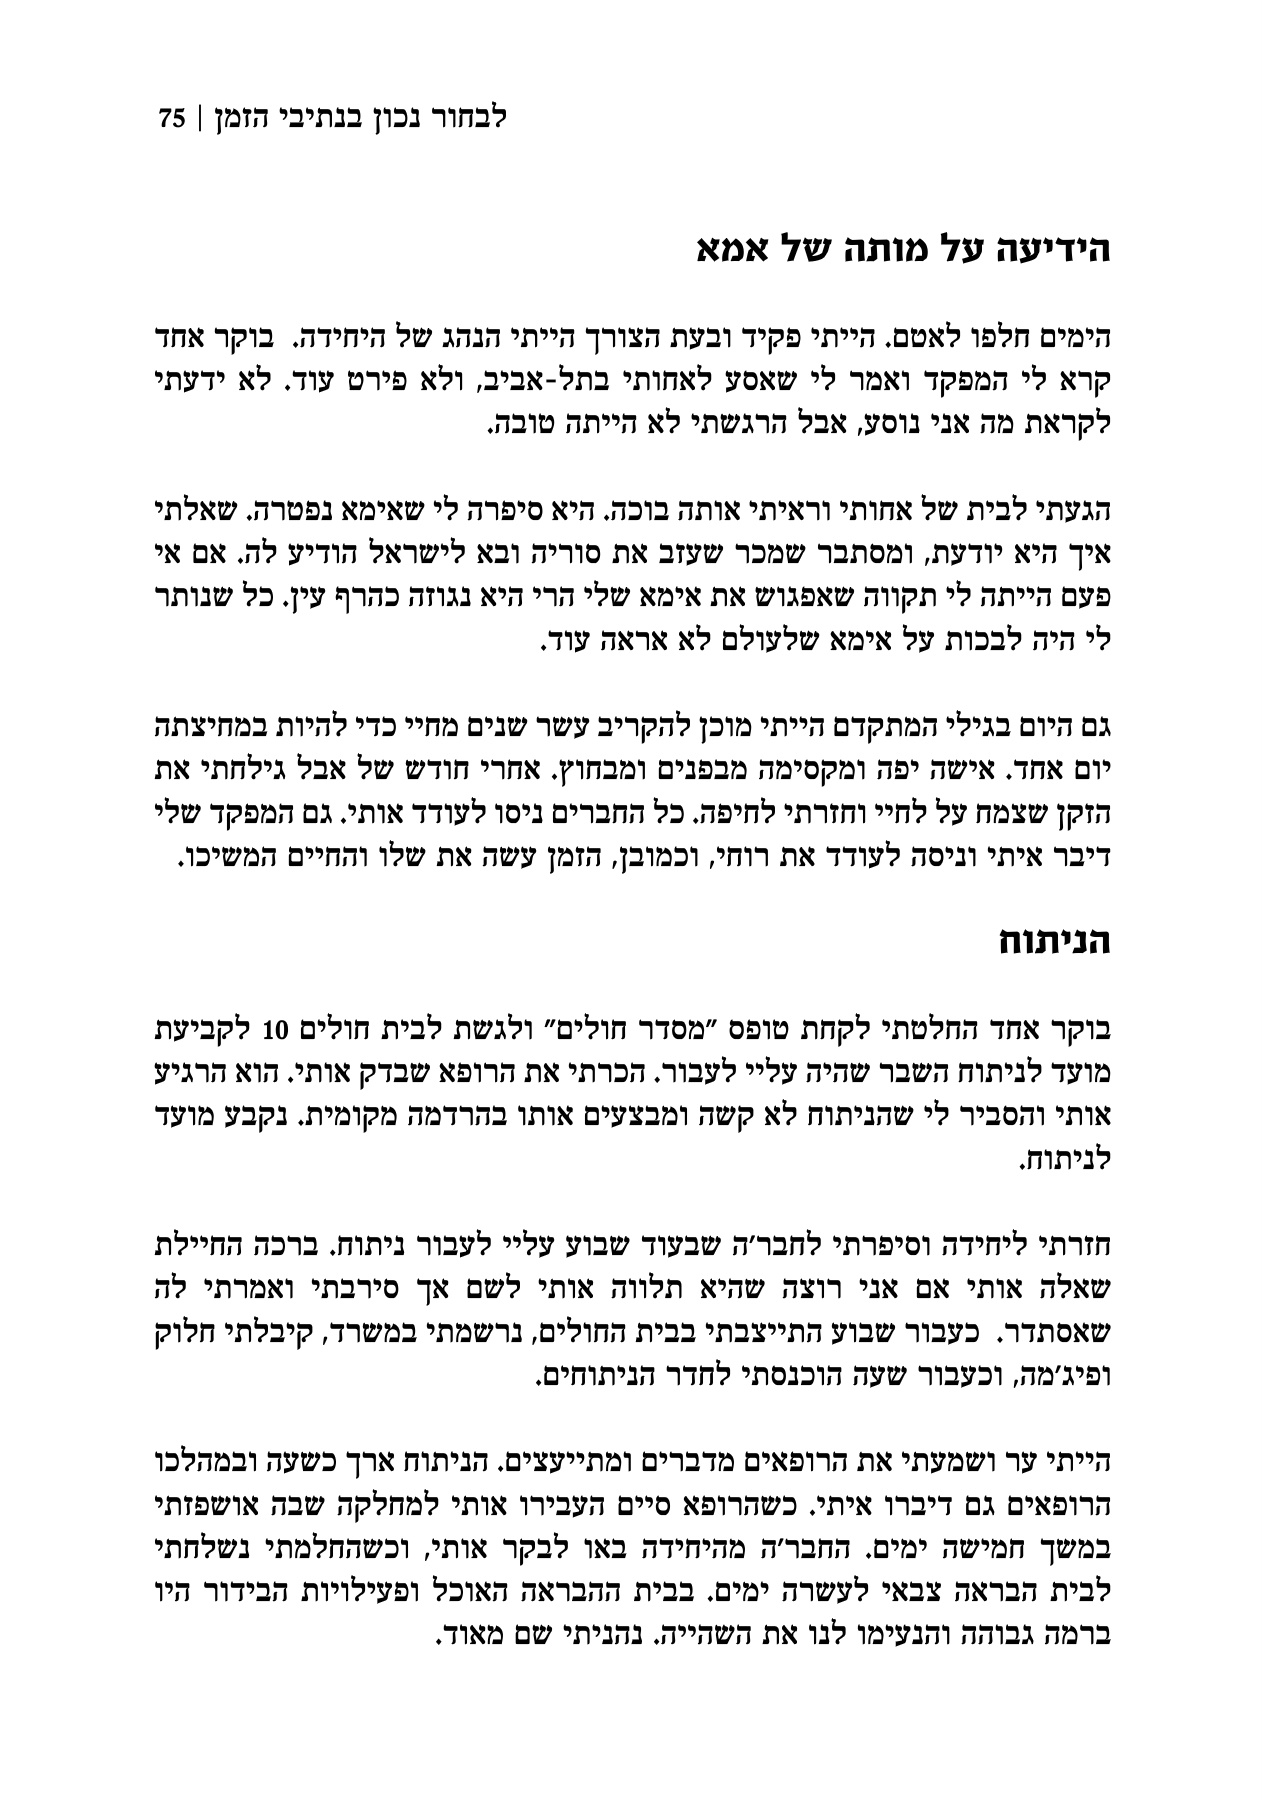 לבחור נכון בנתיבי הזמן | 75
הידיעה על מותה של אמא
הימים חלפו לאטם. הייתי פקיד ובעת הצורך הייתי הנהג של היחידה. בוקר אחד
קרא לי המפקד ואמר לי שאסע לאחותי בתל-אביב, ולא פירט עוד. לא ידעתי
לקראת מה אני נוסע, אבל הרגשתי לא הייתה טובה.
הגעתי לבית של אחותי וראיתי אותה בוכה. היא סיפרה לי שאימא נפטרה. שאלתי
איך היא יודעת, ומסתבר שמכר שעזב את סוריה ובא לישראל הודיע לה. אם אי
פעם הייתה לי תקווה שאפגוש את אימא שלי הרי היא נגוזה כהרף עין. כל שנותר
לי היה לבכות על אימא שלעולם לא אראה עוד.
גם היום בגילי המתקדם הייתי מוכן להקריב עשר שנים מחיי כדי להיות במחיצתה
יום אחד. אישה יפה ומקסימה מבפנים ומבחוץ. אחרי חודש של אבל גילחתי את
הזקן שצמח על לחיי וחזרתי לחיפה. כל החברים ניסו לעודד אותי. גם המפקד שלי
דיבר איתי וניסה לעודד את רוחי, וכמובן, הזמן עשה את שלו והחיים המשיכו.
הניתוח
בוקר אחד החלטתי לקחת טופס "מסדר חולים" ולגשת לבית חולים 10 לקביעת
מועד לניתוח השבר שהיה עליי לעבור. הכרתי את הרופא שבדק אותי. הוא הרגיע
אותי והסביר לי שהניתוח לא קשה ומבצעים אותו בהרדמה מקומית. נקבע מועד
לניתוח.
חזרתי ליחידה וסיפרתי לחבר'ה שבעוד שבוע עליי לעבור ניתוח. ברכה החיילת
שאלה אותי אם אני רוצה שהיא תלווה אותי לשם אך סירבתי ואמרתי לה
שאסתדר. כעבור שבוע התייצבתי בבית החולים, נרשמתי במשרד, קיבלתי חלוק
ופיג'מה, וכעבור שעה הוכנסתי לחדר הניתוחים.
הייתי ער ושמעתי את הרופאים מדברים ומתייעצים. הניתוח ארך כשעה ובמהלכו
הרופאים גם דיברו איתי. כשהרופא סיים העבירו אותי למחלקה שבה אושפזתי
במשך חמישה ימים. החבר'ה מהיחידה באו לבקר אותי, וכשהחלמתי נשלחתי
לבית הבראה צבאי לעשרה ימים. בבית ההבראה האוכל ופעילויות הבידור היו
ברמה גבוהה והנעימו לנו את השהייה. נהניתי שם מאוד.